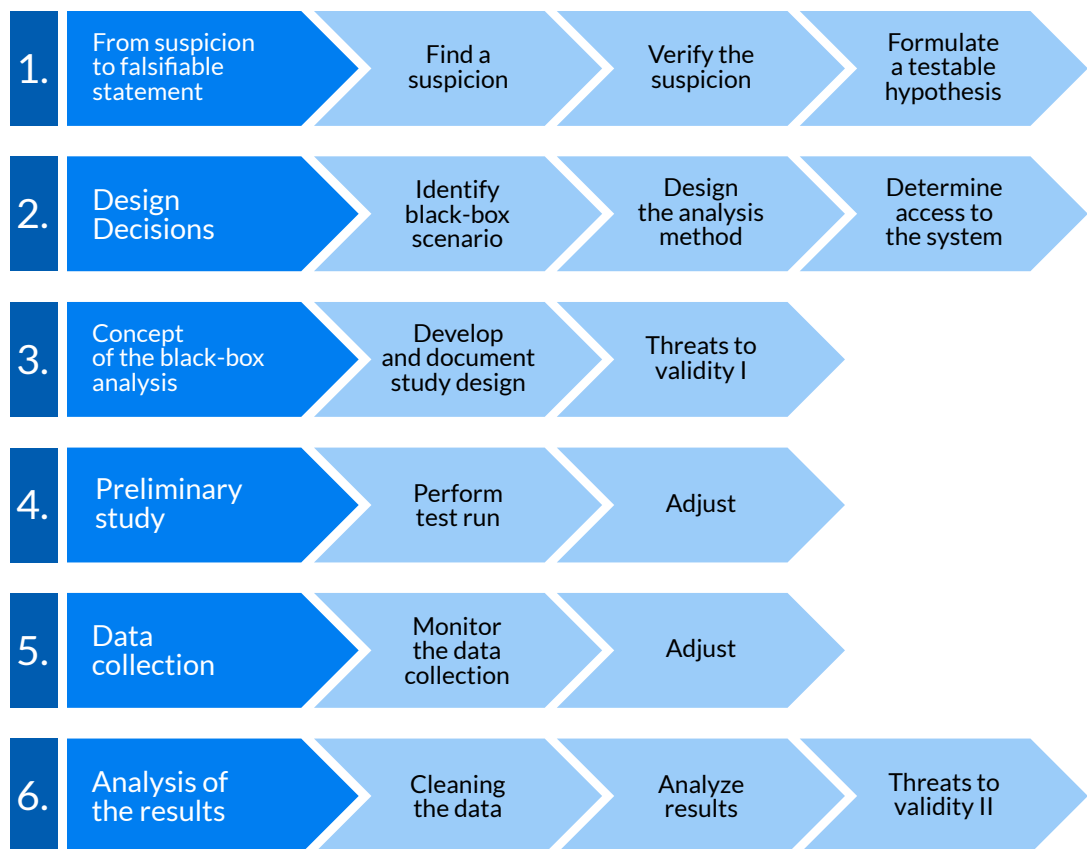 1.
From suspicion
to falsifiable
statement
Find a
suspicion
Verify the
suspicion
Formulate
a testable
hypothesis
2.
Design
Decisions
Identify
black-box
scenario
Design
the analysis
method
Determine
access to
the system
3.
Concept
of the black-box
analysis
Develop
and document
study design
Threats to
validity I
4.
Preliminary
study
Perform
test run
Adjust
5.
Data
collection
Monitor
the data
collection
Adjust
6.
Analysis of
the results
Cleaning
the data
Analyze
results
Threats to
validity II